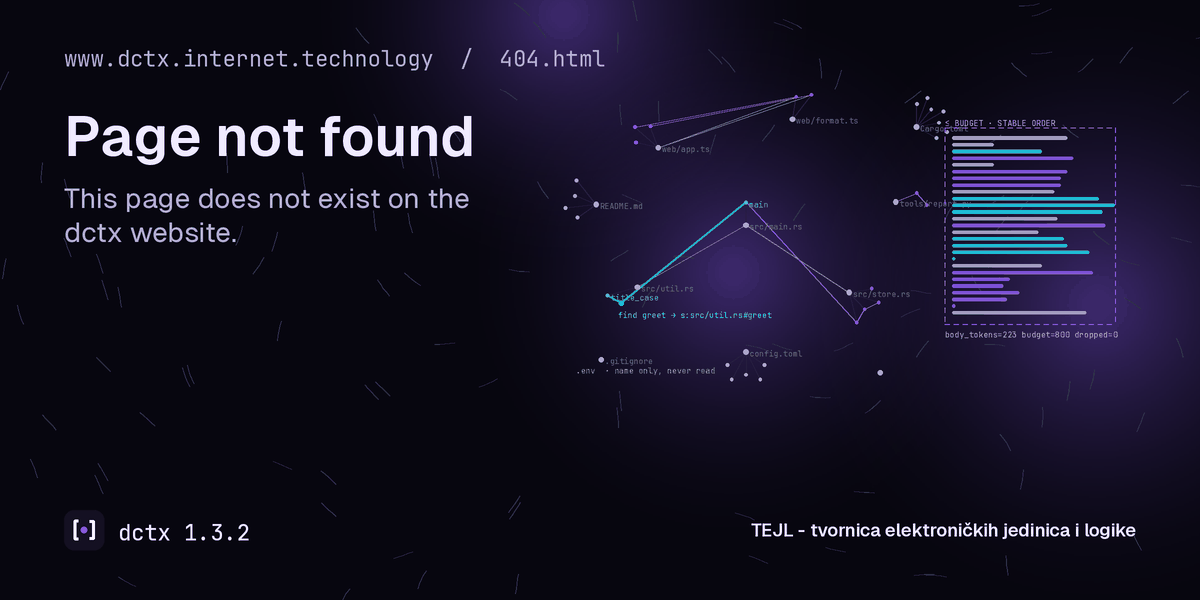 www.dctx.internet.technology / 404.html
Page not found
This page does not exist on the
dctx website.
web/format.ts
web/app.ts
README.md
main
src/main.rs
src/util.rs
title_case
find greet → s:src/util.rs#greet
src/store.rs
config.toml
.gitignore
.env · name only, never read
≤ BUDGET · STABLE ORDER
body_tokens=223 budget=800 dropped=0
dctx 1.3.2
TEJL - tvornica elektroničkih jedinica i logike